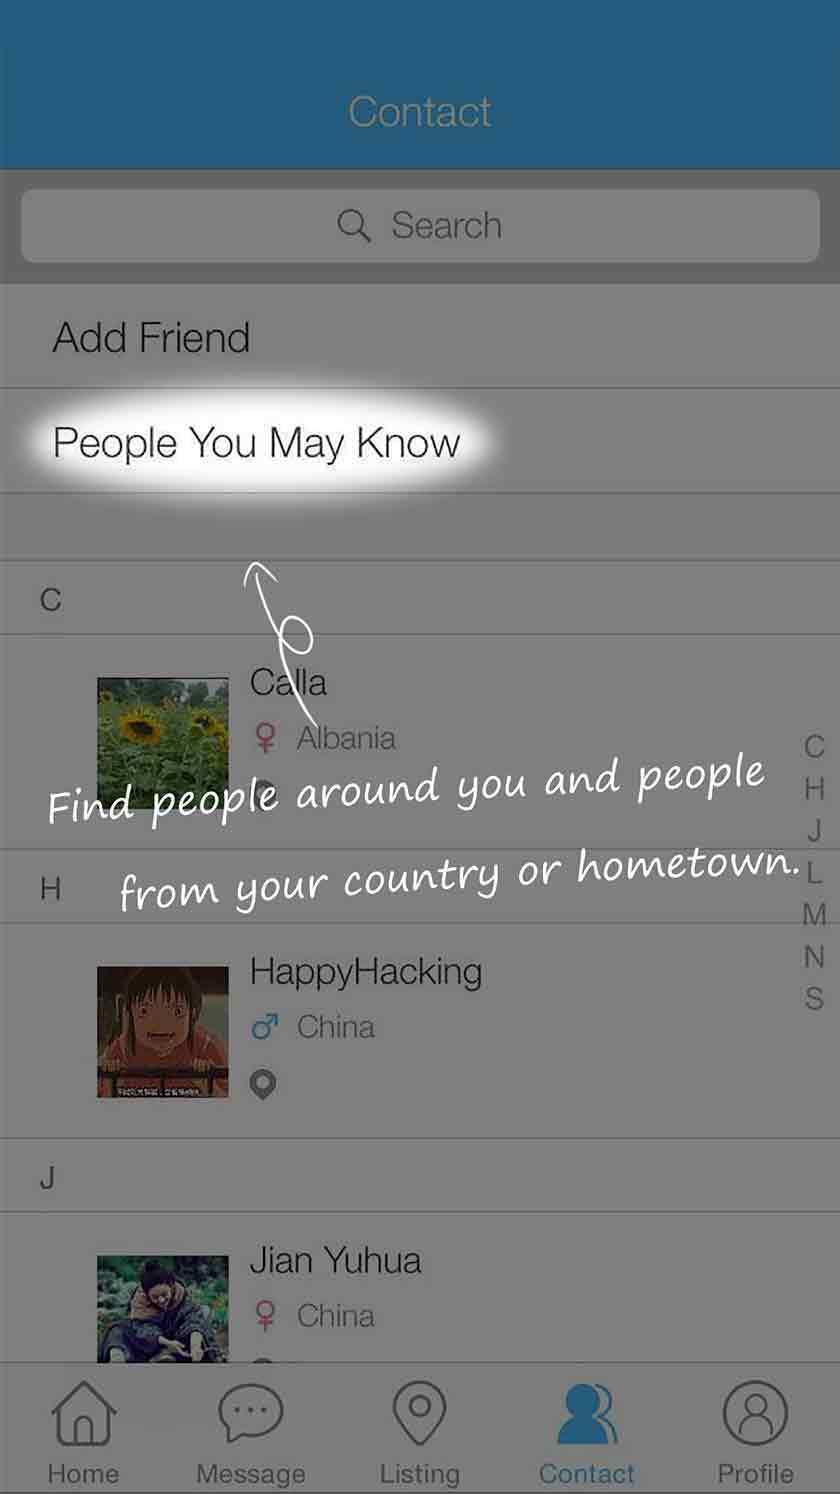 Contact
Search
Add Friend
People You May Know
C
Calla
Albania
Find people around you and people
from your country or hometown.
H
HappyHacking
China
J
Jian Yuhua
China
C
H
J
L
M
N
S
Home
Message
Listing
Contact
Profile